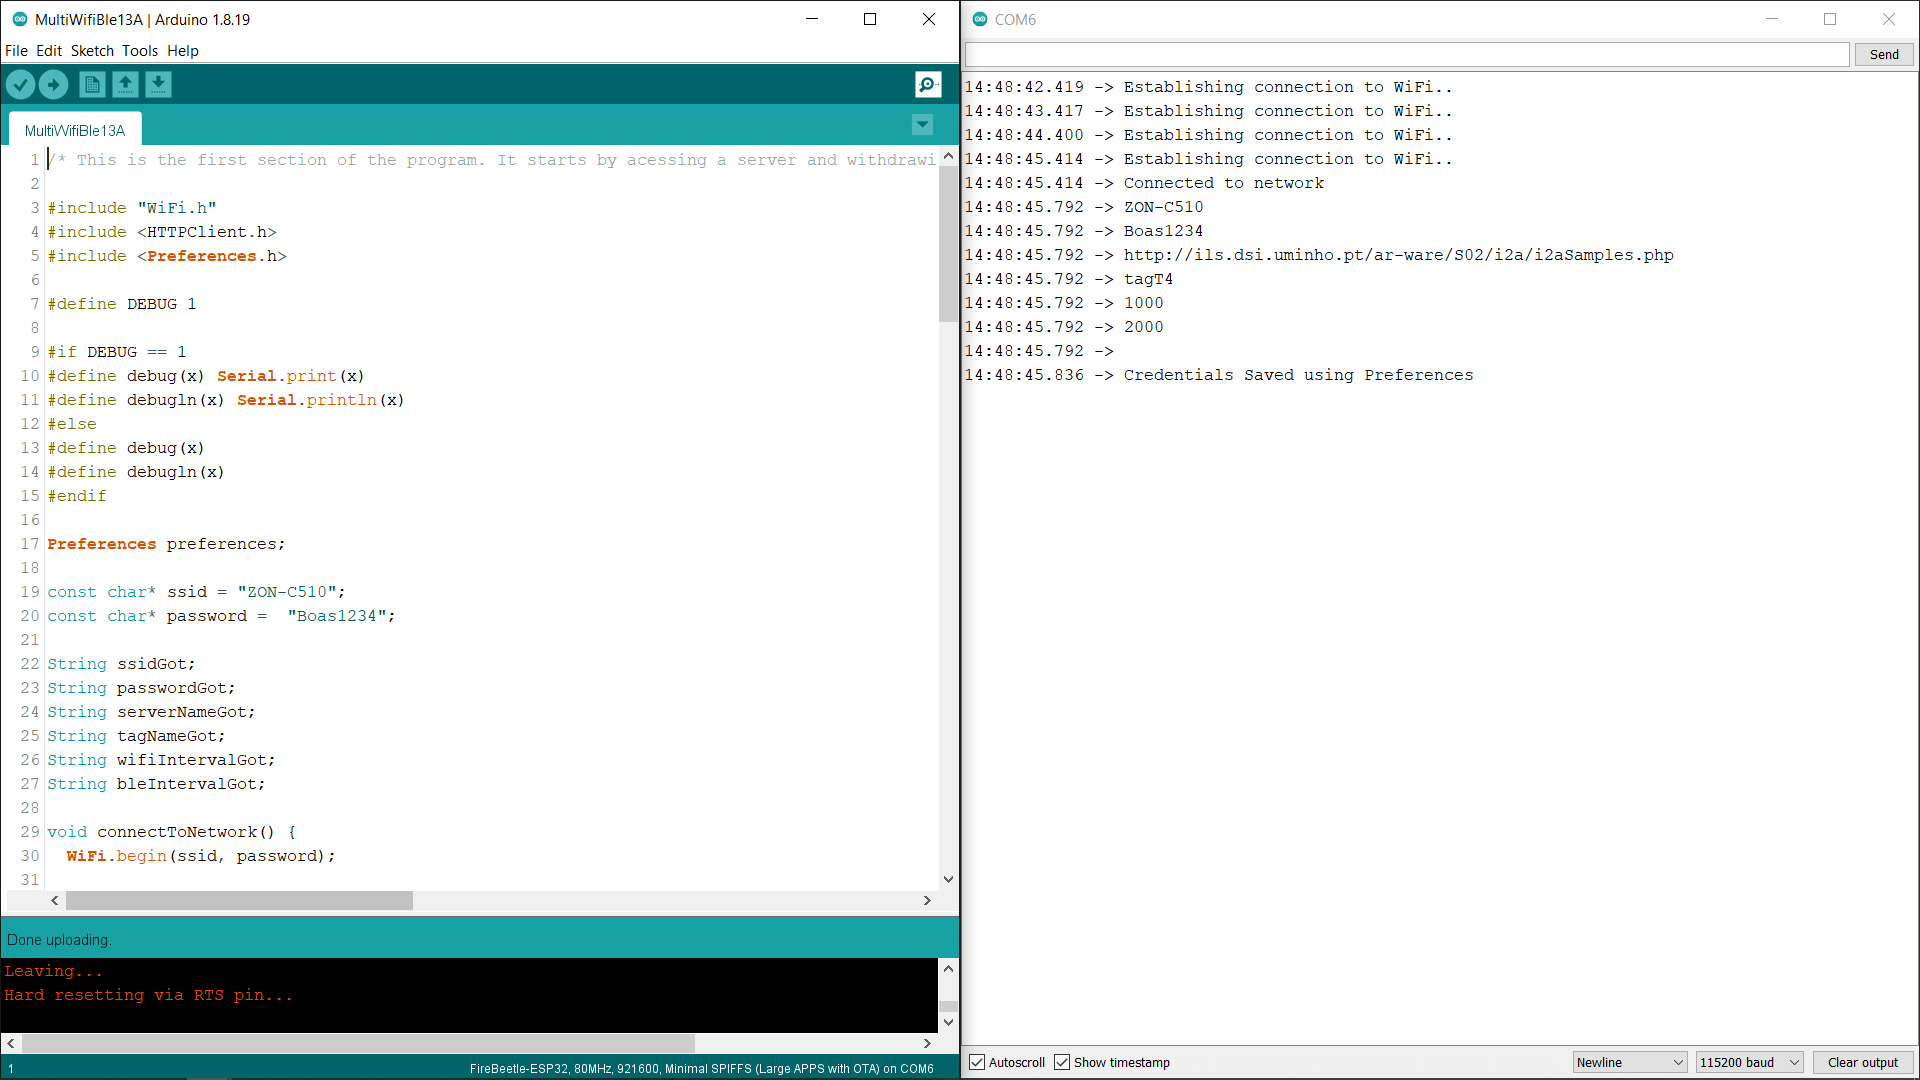 MultiWifiBle13A | Arduino 1.8.19
File Edit Sketch Tools Help
MultiWifiBle13A
1 /* This is the first section of the program. It starts by acessing a server and withdrawi
2
3 #include "WiFi.h"
4 #include <HTTPClient.h>
5 #include <Preferences.h>
6
7 #define DEBUG 1
8
9 #if DEBUG == 1
10 #define debug(x) Serial.print(x)
11 #define debugln(x) Serial.println(x)
12 #else
13 #define debug(x)
14 #define debugln(x)
15 #endif
16
17 Preferences preferences;
18
19 const char* ssid = "ZON-C510";
20 const char* password =  "Boas1234";
21
22 String ssidGot;
23 String passwordGot;
24 String serverNameGot;
25 String tagNameGot;
26 String wifiIntervalGot;
27 String bleIntervalGot;
28
29 void connectToNetwork() {
30   WiFi.begin(ssid, password);
31
Done uploading.
Leaving...
Hard resetting via RTS pin...
1 FireBeetle-ESP32, 80MHz, 921600, Minimal SPIFFS (Large APPS with OTA) on COM6
COM6
Send
14:48:42.419 -> Establishing connection to WiFi..
14:48:43.417 -> Establishing connection to WiFi..
14:48:44.400 -> Establishing connection to WiFi..
14:48:45.414 -> Establishing connection to WiFi..
14:48:45.414 -> Connected to network
14:48:45.792 -> ZON-C510
14:48:45.792 -> Boas1234
14:48:45.792 -> http://ils.dsi.uminho.pt/ar-ware/S02/i2a/i2aSamples.php
14:48:45.792 -> tagT4
14:48:45.792 -> 1000
14:48:45.792 -> 2000
14:48:45.792 ->
14:48:45.836 -> Credentials Saved using Preferences
Autoscroll Show timestamp Newline 115200 baud Clear output